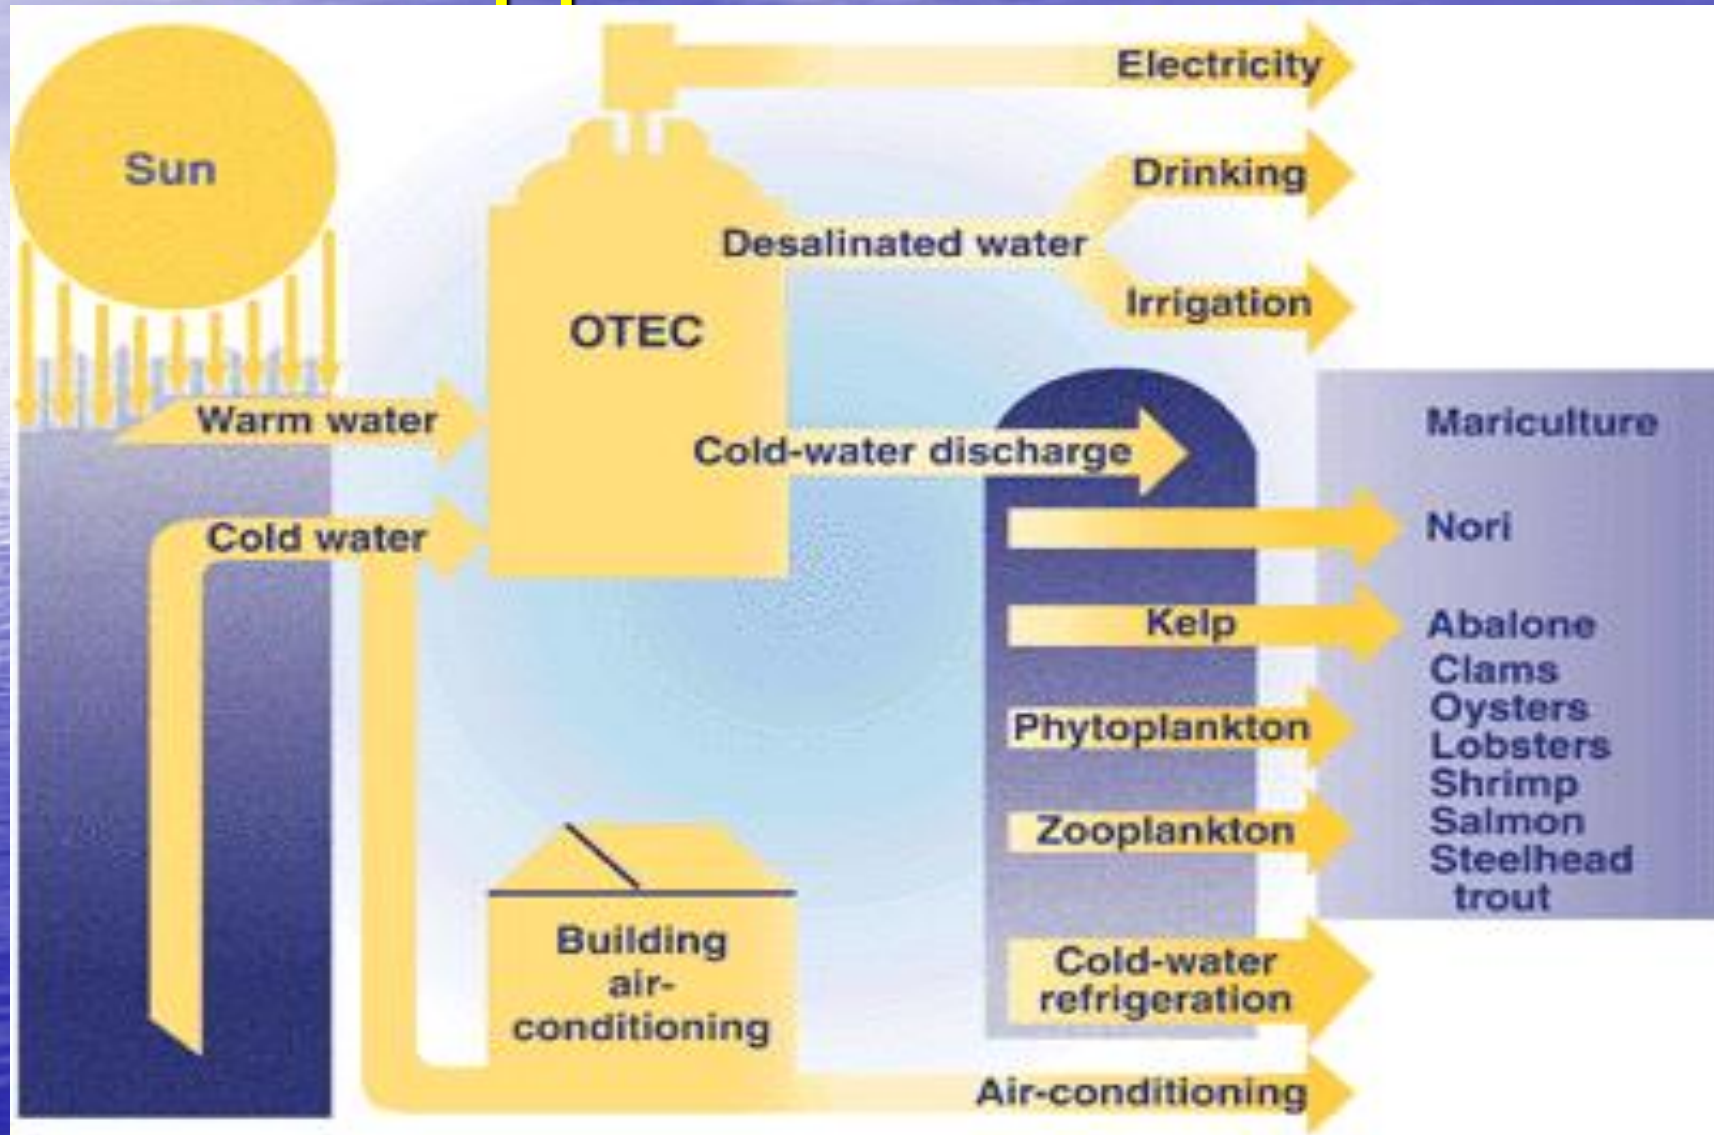 Electricity
Sun
Drinking
Desalinated water
OTEC
Irrigation
Warm water
Cold-water discharge
Mariculture
Cold water
Nori
Kelp
Abalone
Clams
Phytoplankton
Oysters
Lobsters
Shrimp
Zooplankton
Salmon
Steelhead
trout
Building
air-
conditioning
Cold-water
refrigeration
Air-conditioning